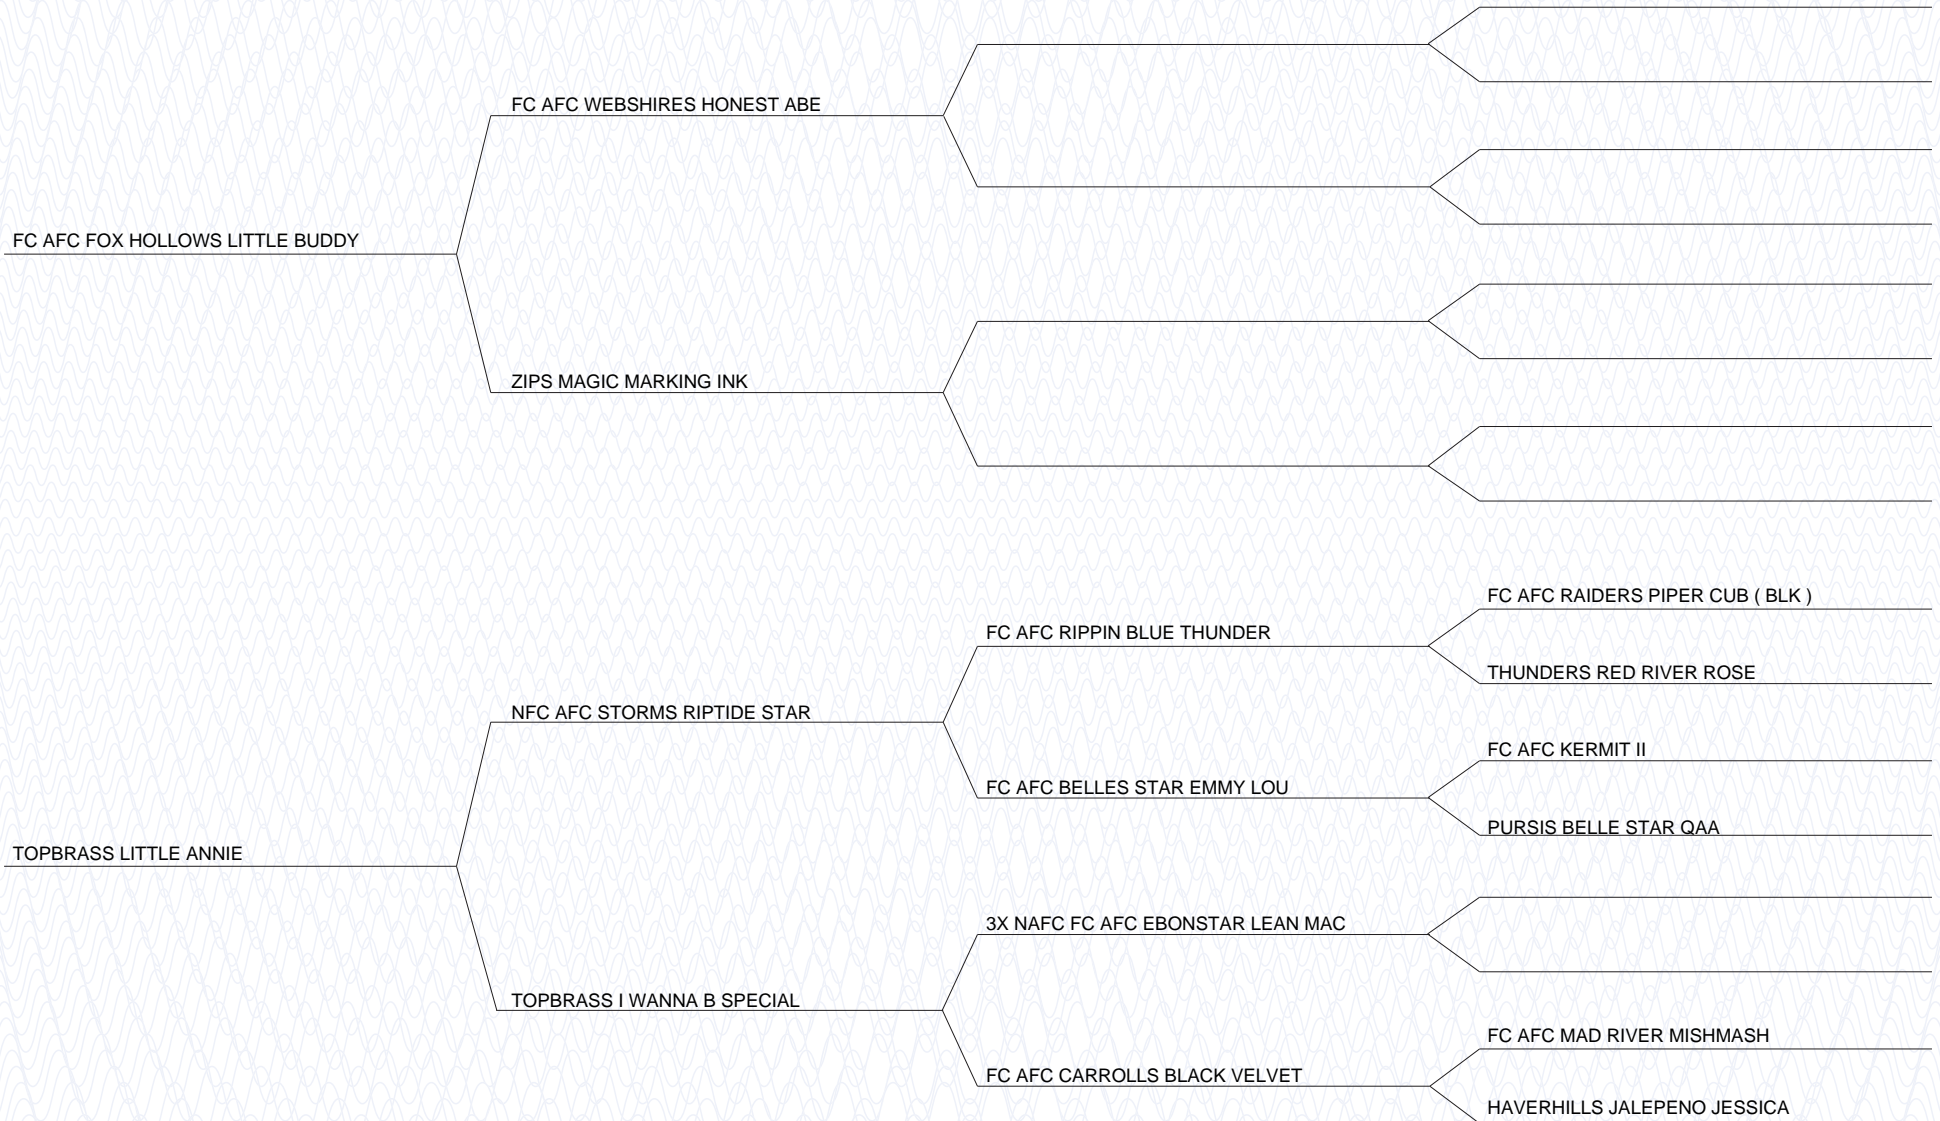 FC AFC WEBSHIRES HONEST ABE
FC AFC FOX HOLLOWS LITTLE BUDDY
ZIPS MAGIC MARKING INK
FC AFC RAIDERS PIPER CUB ( BLK )
FC AFC RIPPIN BLUE THUNDER
THUNDERS RED RIVER ROSE
NFC AFC STORMS RIPTIDE STAR
FC AFC KERMIT II
FC AFC BELLES STAR EMMY LOU
PURSIS BELLE STAR QAA
TOPBRASS LITTLE ANNIE
3X NAFC FC AFC EBONSTAR LEAN MAC
TOPBRASS I WANNA B SPECIAL
FC AFC MAD RIVER MISHMASH
FC AFC CARROLLS BLACK VELVET
HAVERHILLS JALEPENO JESSICA